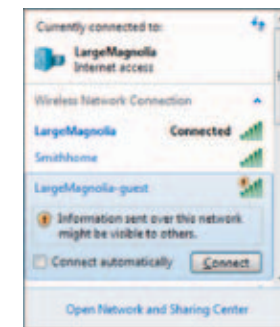 Currently connected to:
LargeMagnolia
Internet access
Wireless Network Connection
LargeMagnolia Connected
Smithhome
LargeMagnolia-guest
Information sent over this network
might be visible to others.
Connect automatically Connect
Open Network and Sharing Center